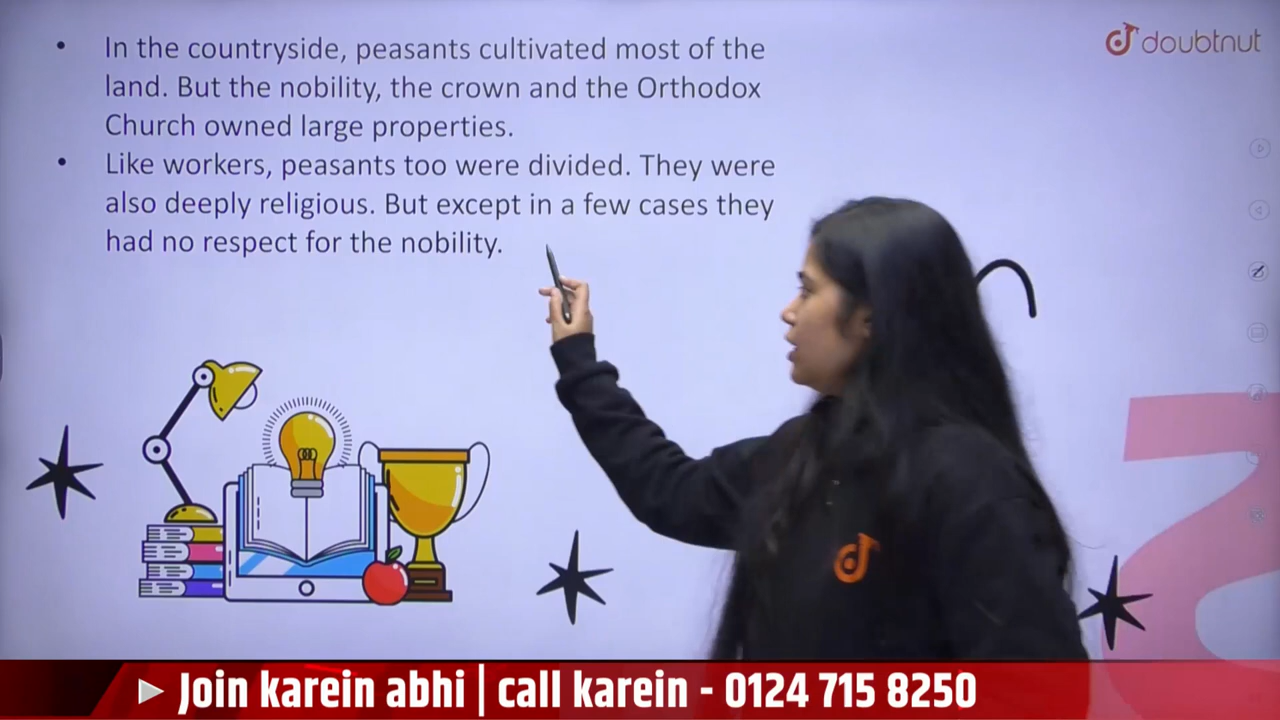 • In the countryside, peasants cultivated most of the
land. But the nobility, the crown and the Orthodox
Church owned large properties.
• Like workers, peasants too were divided. They were
also deeply religious. But except in a few cases they
had no respect for the nobility.
doubtnut
Join karein abhi | call karein - 0124 715 8250